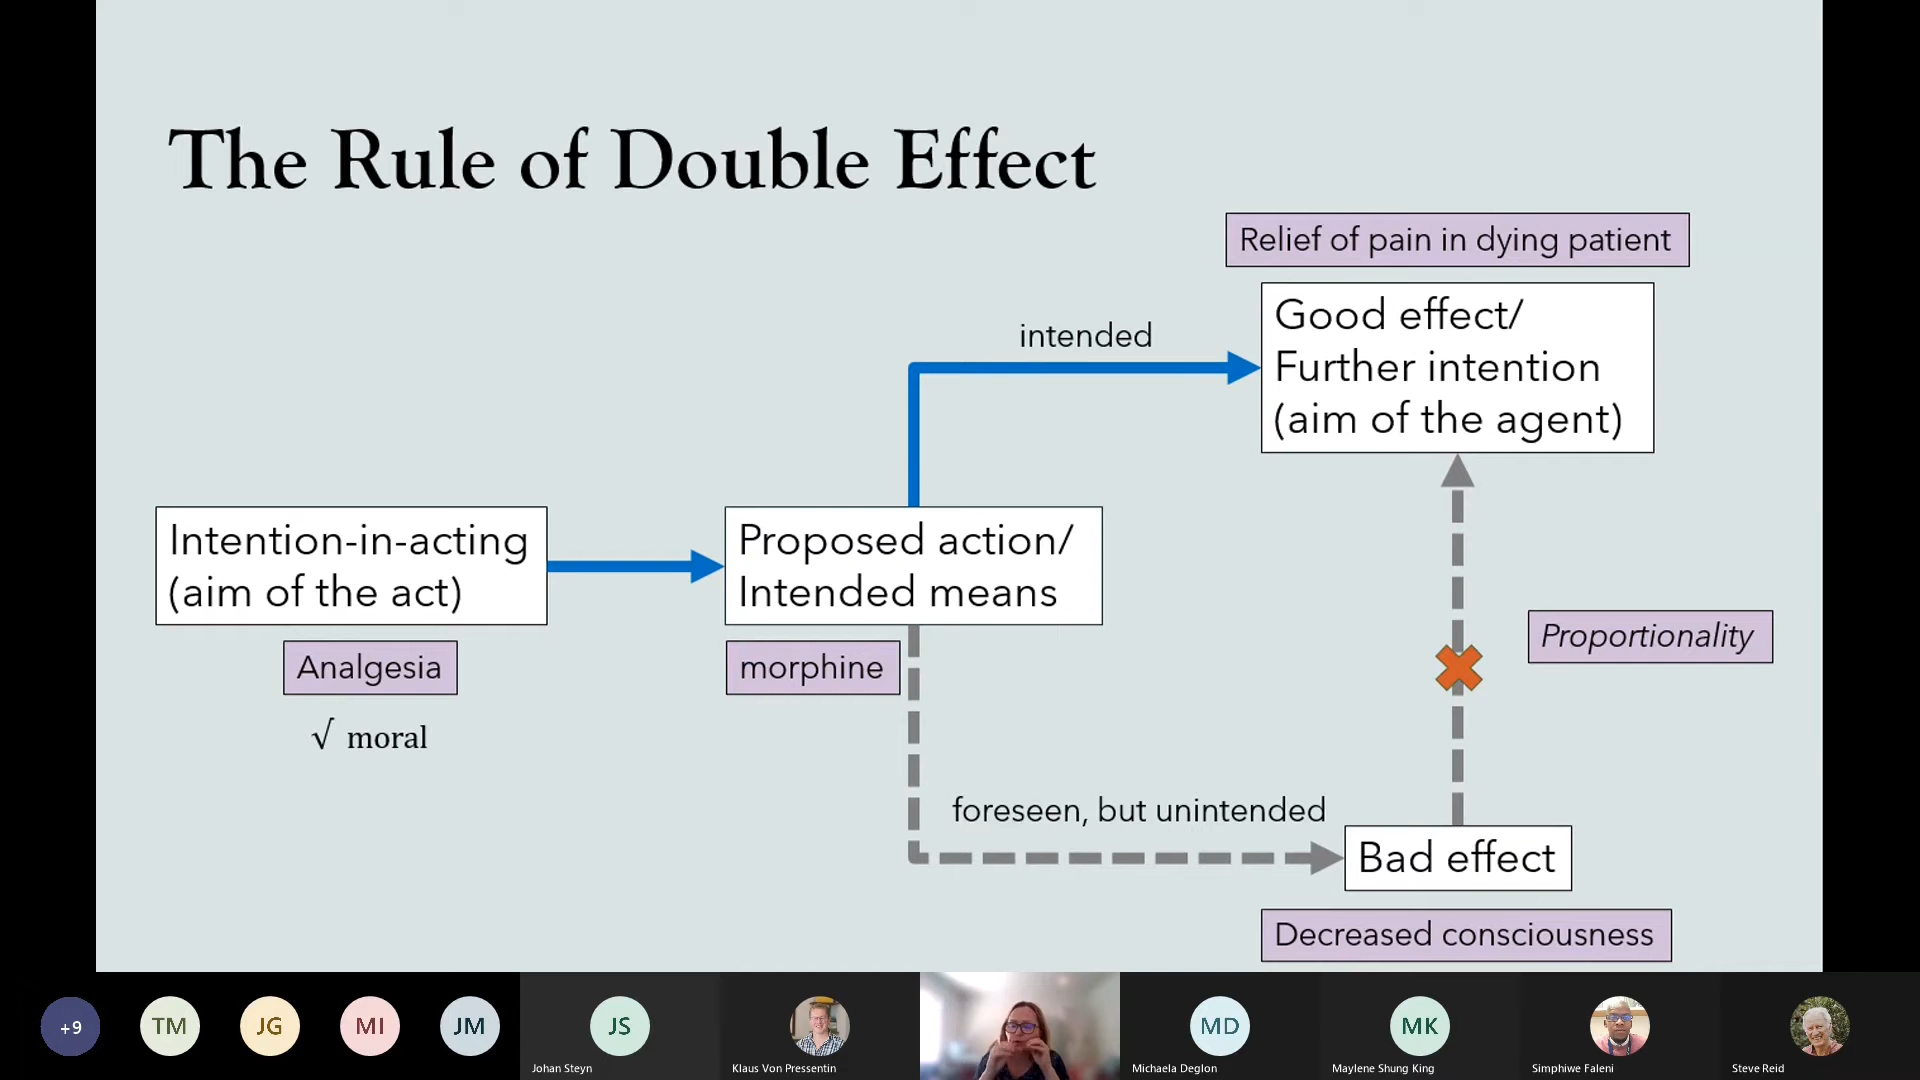 The Rule of Double Effect
Relief of pain in dying patient
intended
Good effect/
Further intention
(aim of the agent)
Intention-in-acting
(aim of the act)
Proposed action/
Intended means
Analgesia
morphine
Proportionality
√ moral
foreseen, but unintended
Bad effect
Decreased consciousness
+9
TM
JG
MI
JM
JS
MD
MK
Johan Steyn
Klaus Von Pressentin
Michaela Deglon
Maylene Shung King
Simphiwe Faleni
Steve Reid